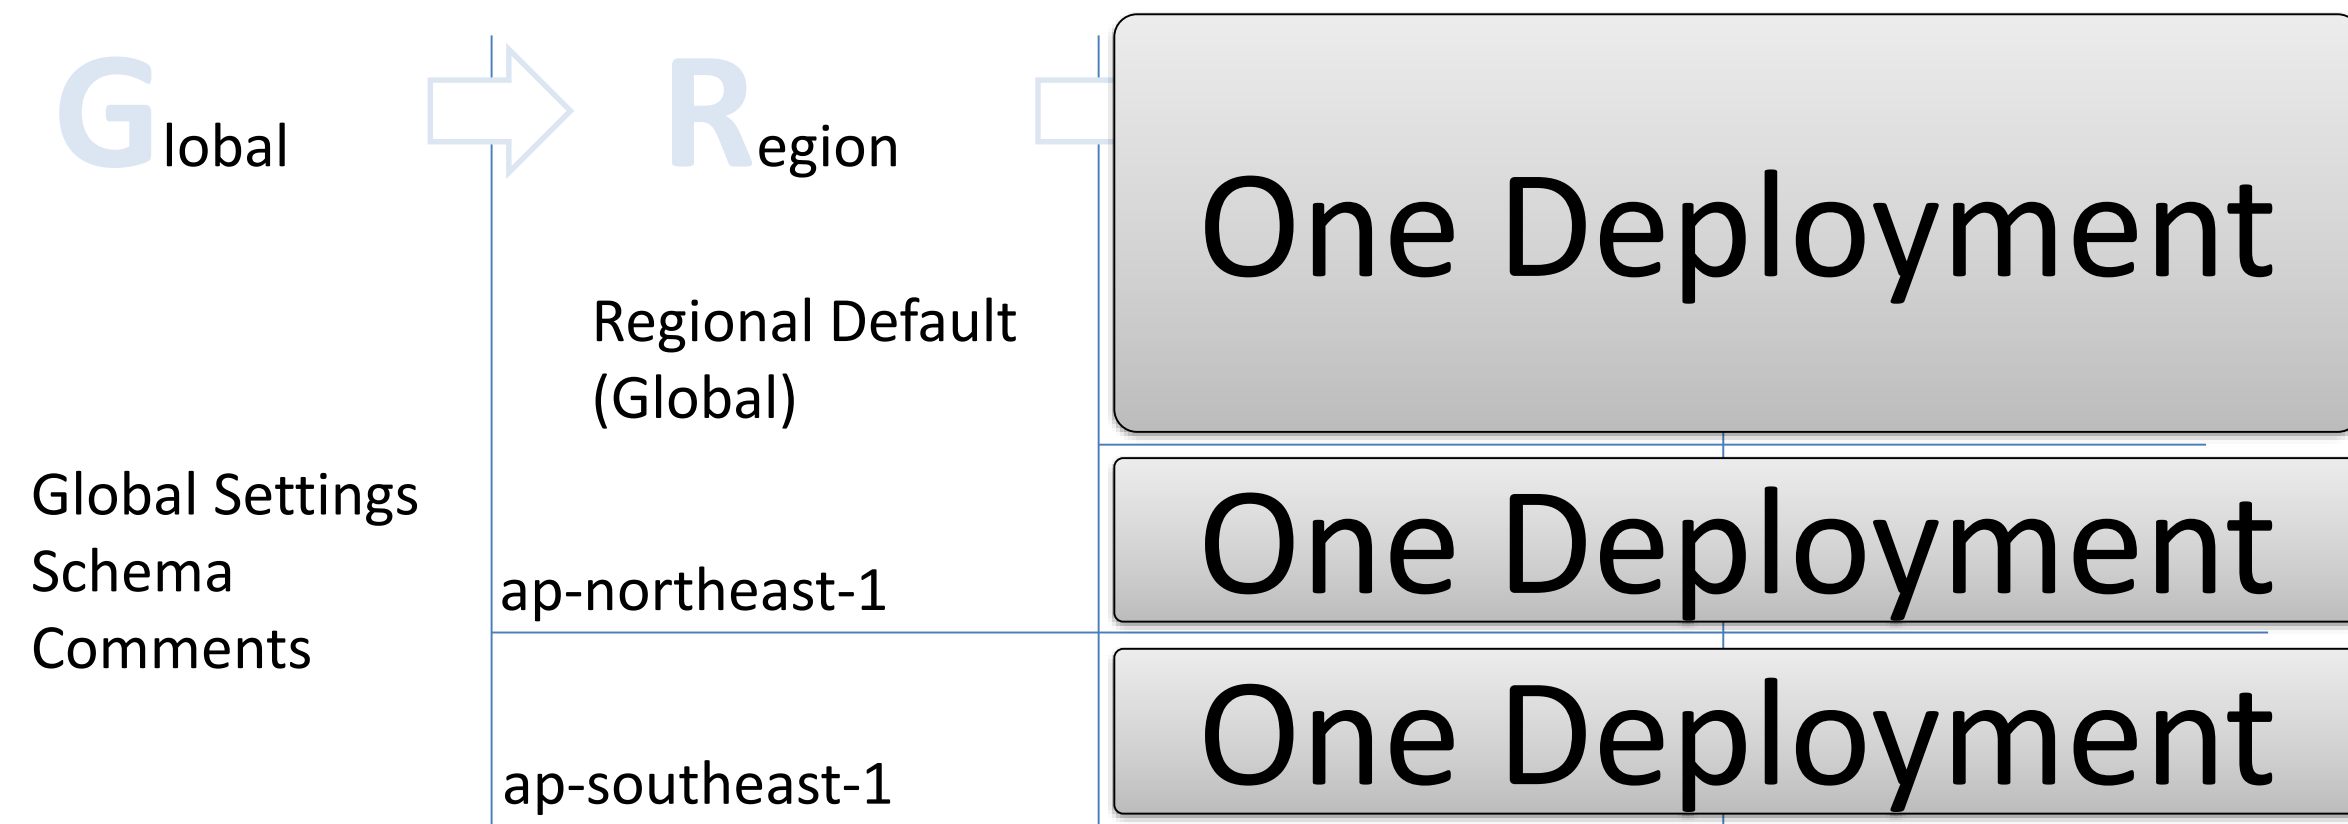 Global
Region
One Deployment
Regional Default
(Global)
Global Settings
Schema
Comments
One Deployment
ap-northeast-1
One Deployment
ap-southeast-1